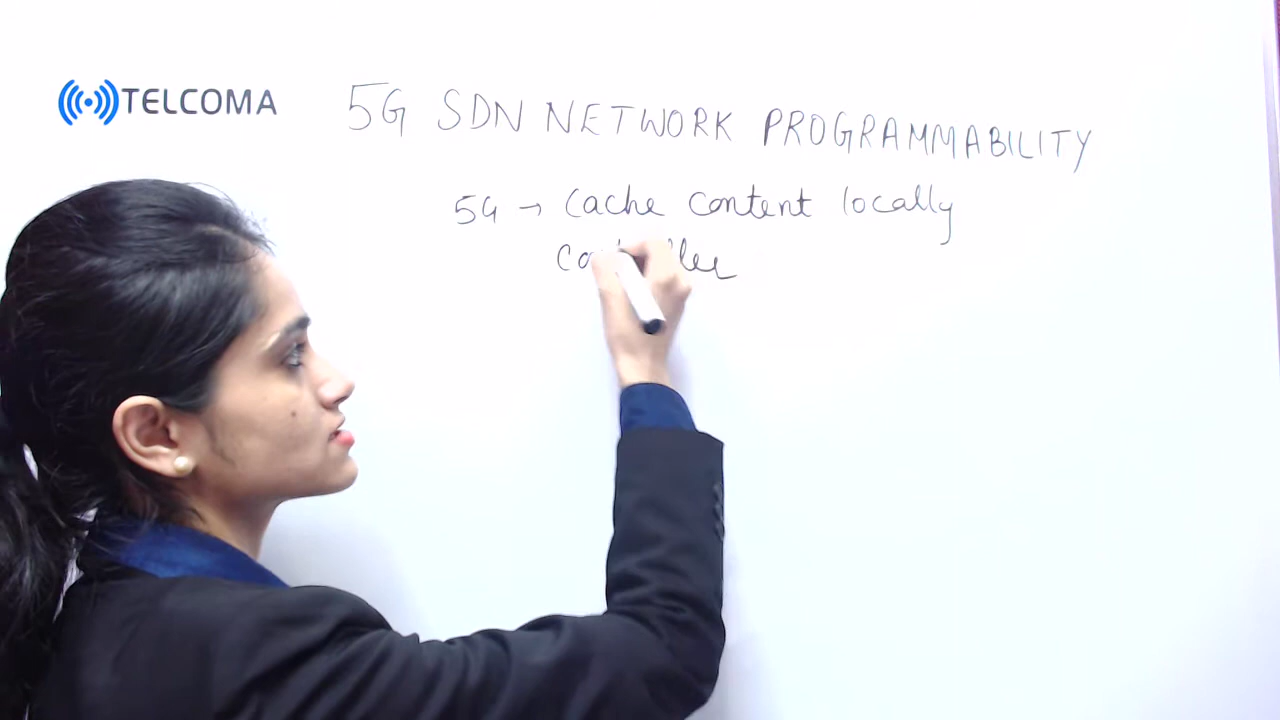 TELCOMA
5G SDN NETWORK PROGRAMMABILITY
5G → Cache content locally